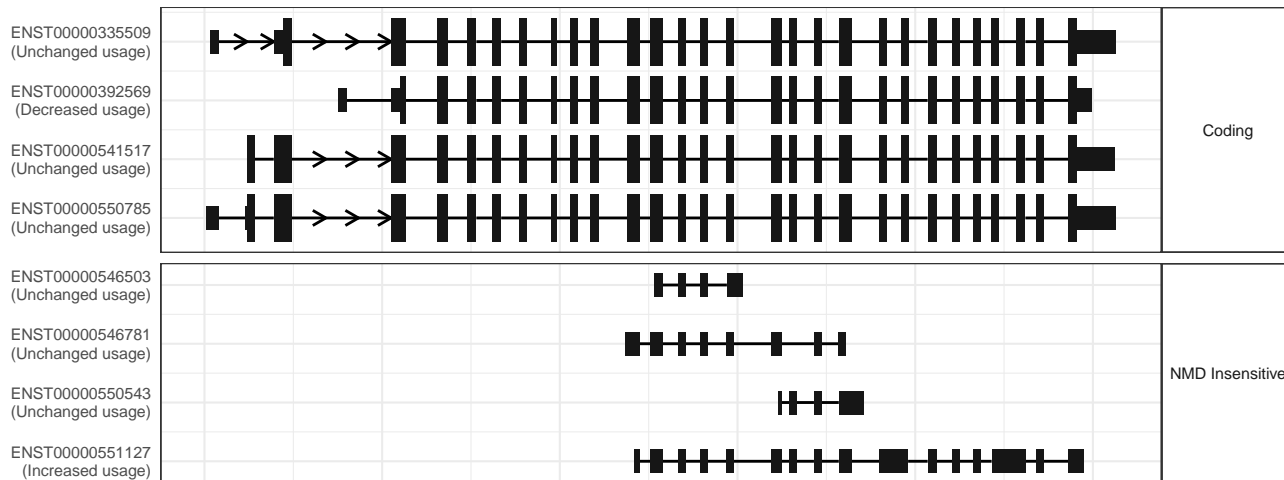 ENST00000335509
(Unchanged usage)
ENST00000392569
(Decreased usage)
ENST00000541517
(Unchanged usage)
ENST00000550785
(Unchanged usage)
Coding
ENST00000546503
(Unchanged usage)
ENST00000546781
(Unchanged usage)
ENST00000550543
(Unchanged usage)
ENST00000551127
(Increased usage)
NMD Insensitive